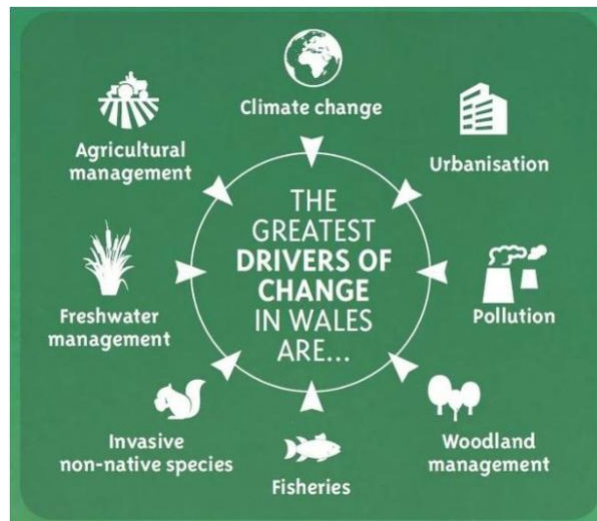 THE
GREATEST
DRIVERS OF
CHANGE
IN WALES
ARE...
Climate change
Urbanisation
Pollution
Woodland
management
Fisheries
Invasive
non-native species
Freshwater
management
Agricultural
management